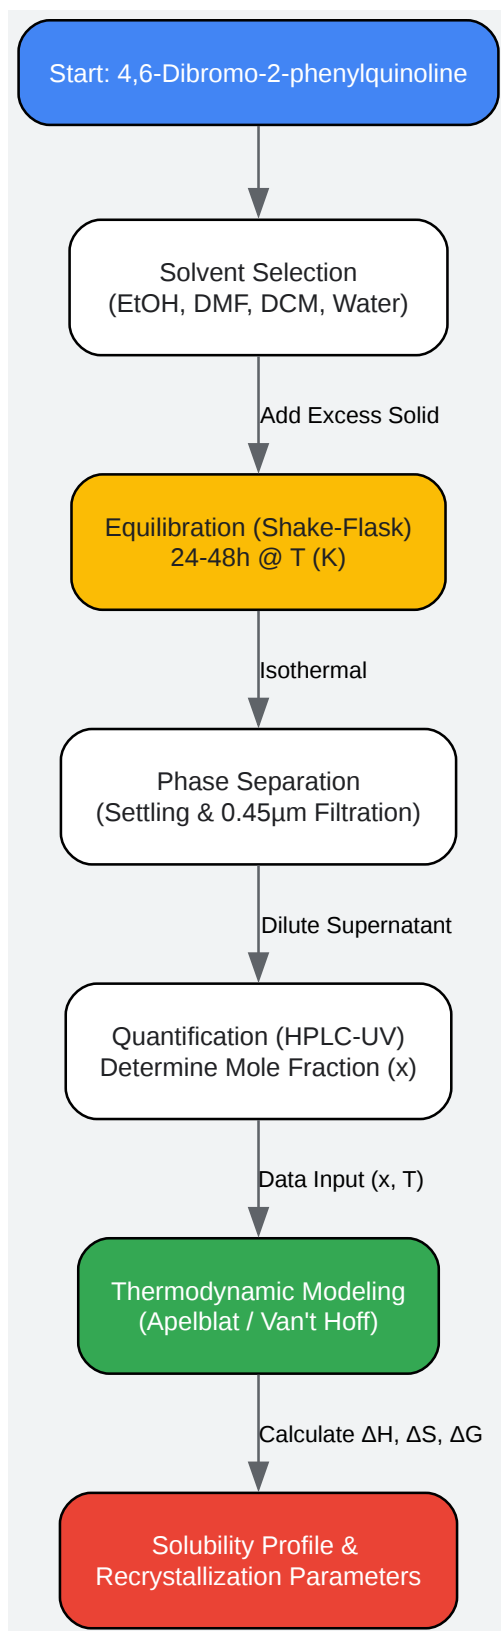 Start: 4,6-Dibromo-2-phenylquinoline
Solvent Selection
(EtOH, DMF, DCM, Water)
Add Excess Solid
Equilibration (Shake-Flask)
24-48h @ T (K)
Isothermal
Phase Separation
(Settling & 0.45µm Filtration)
Dilute Supernatant
Quantification (HPLC-UV)
Determine Mole Fraction (x)
Data Input (x, T)
Thermodynamic Modeling
(Apelblat / Van't Hoff)
Calculate ΔH, ΔS, ΔG
Solubility Profile &
Recrystallization Parameters